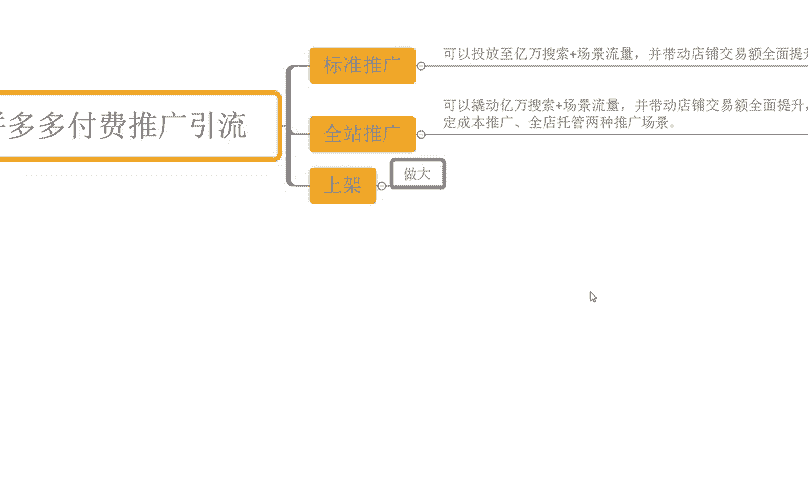 标准推广
可以投放至亿万搜索+场景流量，并带动店铺交易额全面提升
多多付费推广引流
全站推广
可以撬动亿万搜索+场景流量，并带动店铺交易额全面提升，
定成本推广、全店托管两种推广场景。
上架
做大